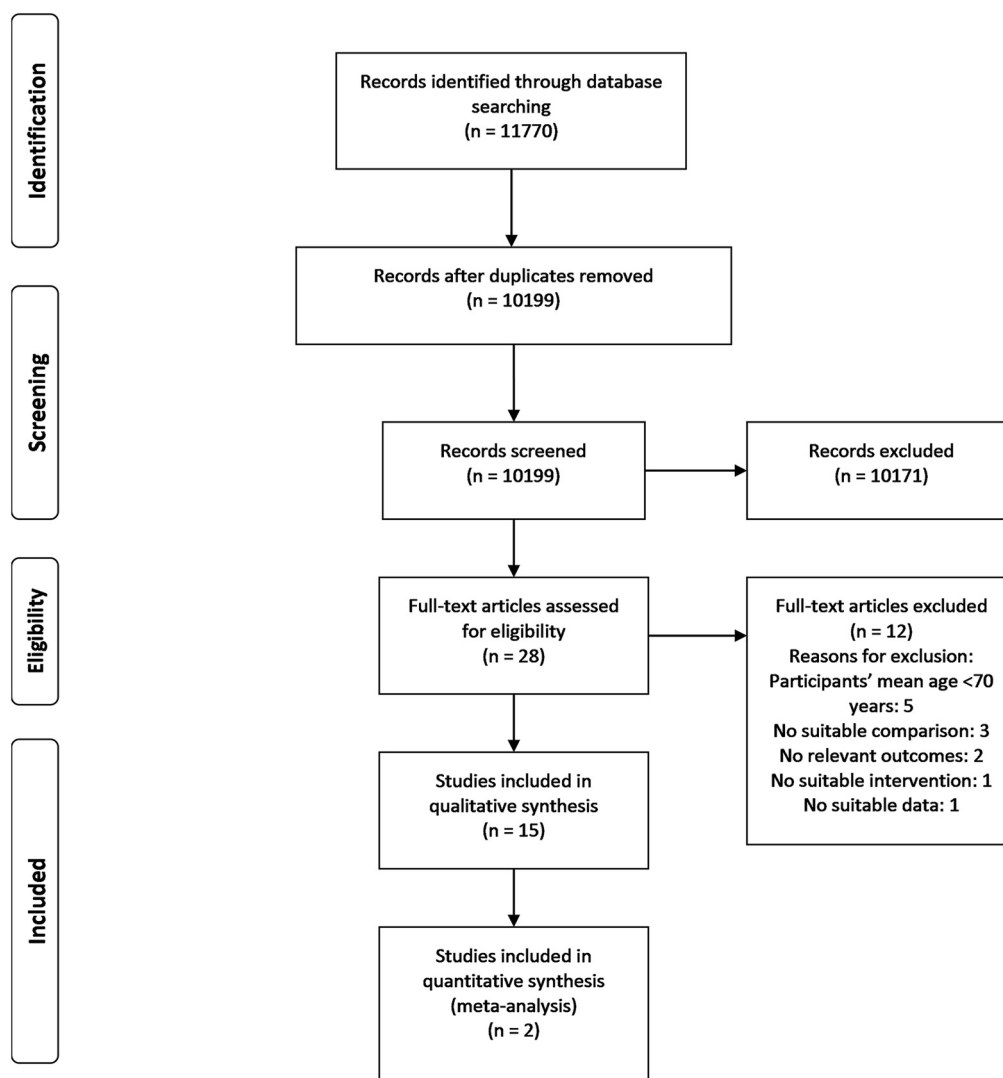 Identification
Records identified through database
searching
(n = 11770)
Records after duplicates removed
(n = 10199)
Screening
Records screened
(n = 10199)
Records excluded
(n = 10171)
Eligibility
Full-text articles assessed
for eligibility
(n = 28)
Full-text articles excluded
(n = 12)
Reasons for exclusion:
Participants’ mean age <70
years: 5
No suitable comparison: 3
No relevant outcomes: 2
No suitable intervention: 1
No suitable data: 1
Included
Studies included in
qualitative synthesis
(n = 15)
Studies included in
quantitative synthesis
(meta-analysis)
(n = 2)